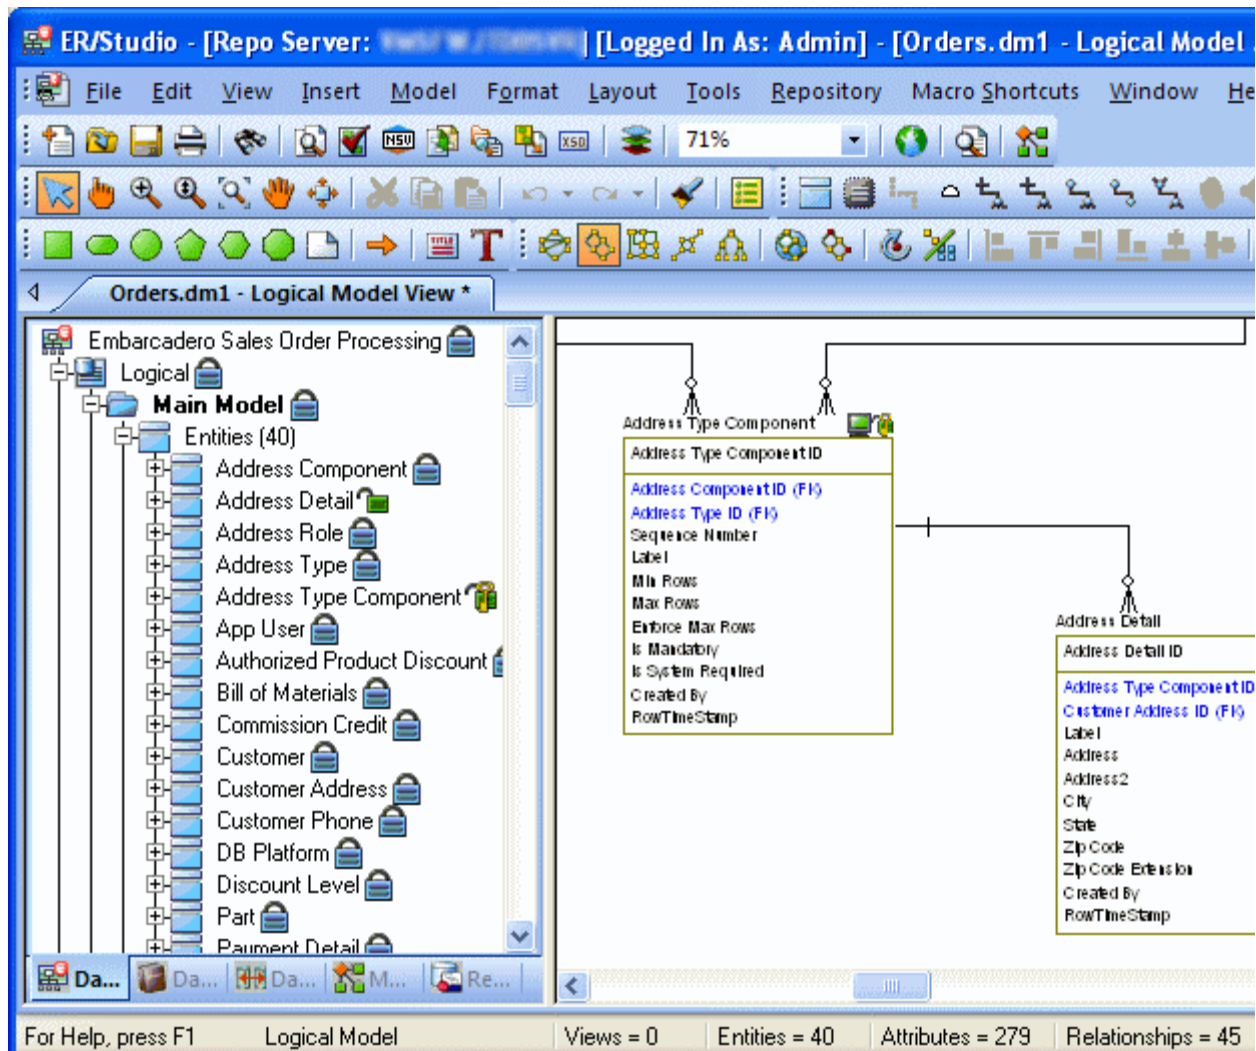 ER/Studio - [Repo Server: ] [Logged In As: Admin] - [Orders.dm1 - Logical Model
File Edit View Insert Model Format Layout Tools Repository Macro Shortcuts Window He
NSU XSD 71%
TITLE T
Orders.dm1 - Logical Model View *
Embarcadero Sales Order Processing
Logical
Main Model
Entities (40)
Address Component
Address Detail
Address Role
Address Type
Address Type Component
App User
Authorized Product Discount
Bill of Materials
Commission Credit
Customer
Customer Address
Customer Phone
DB Platform
Discount Level
Part
Payment Detail
Da... Da... Da... M... Re...
Address Type Component
Address Type Component ID
Address Component ID (FK)
Address Type ID (FK)
Sequence Number
Label
Min Rows
Max Rows
Enforce Max Rows
Is Mandatory
Is System Required
Created By
RowTimeStamp
Address Detail
Address Detail ID
Address Type Component ID
Customer Address ID (FK)
Label
Address
Address2
City
State
Zip Code
Zip Code Extension
Created By
RowTimeStamp
For Help, press F1 Logical Model Views = 0 Entities = 40 Attributes = 279 Relationships = 45